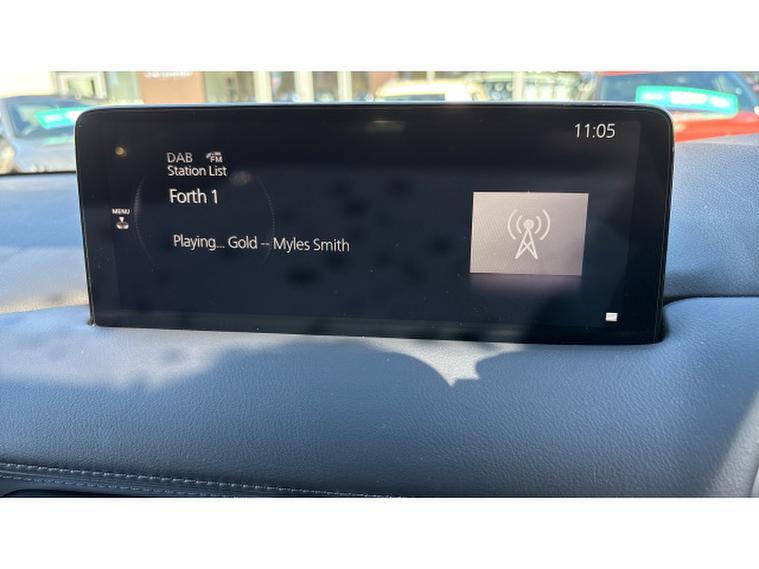 11:05
DAB FM
Station List
Forth 1
MENU
Playing... Gold -- Myles Smith